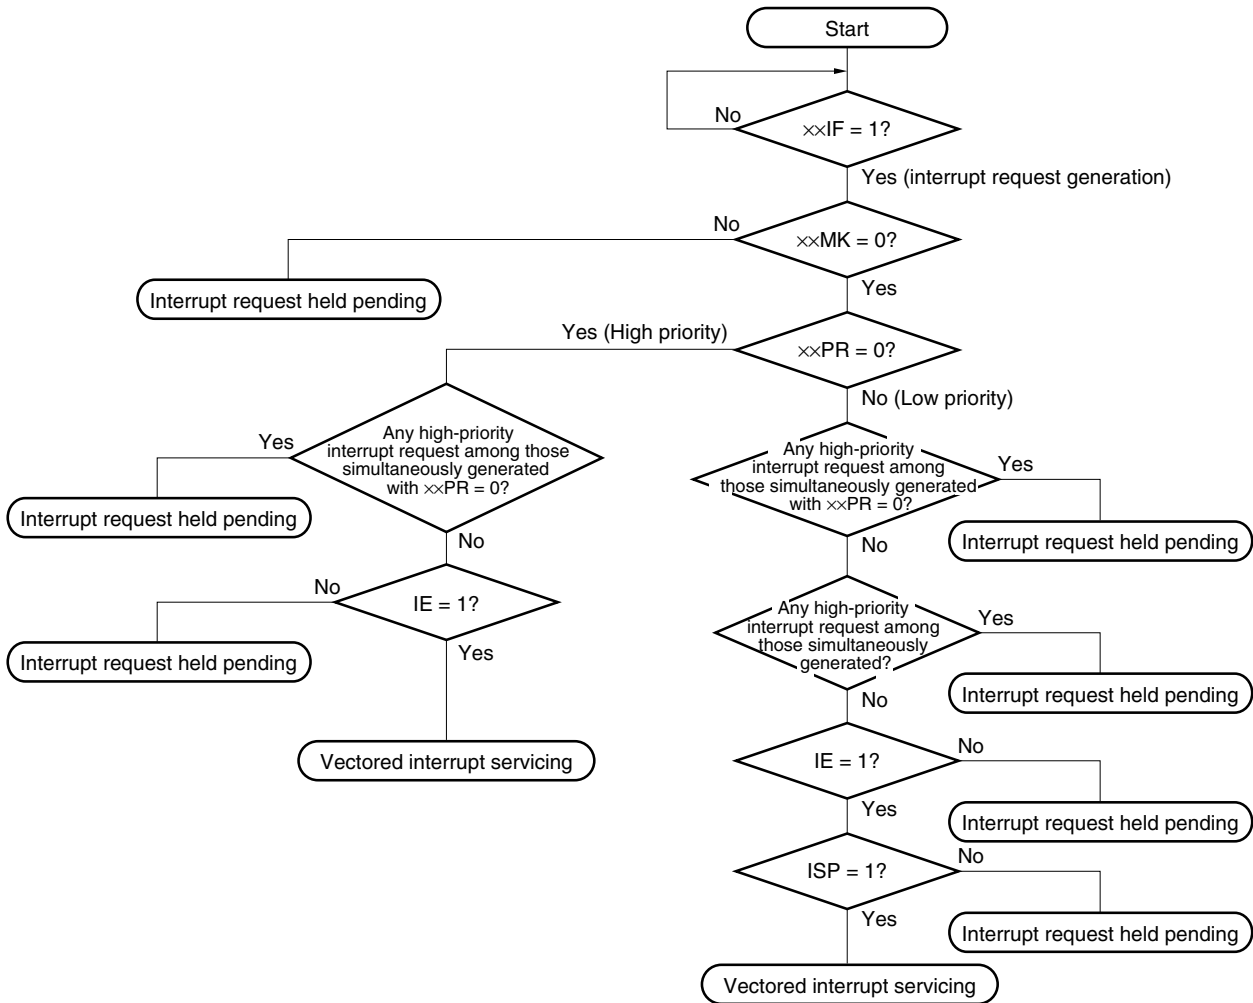 Start
No
××IF = 1?
Yes (interrupt request generation)
No
××MK = 0?
Interrupt request held pending
Yes
Yes (High priority)
××PR = 0?
No (Low priority)
Yes
Any high-priority
interrupt request among those
simultaneously generated
with ××PR = 0?
Any high-priority
interrupt request among
those simultaneously generated
with ××PR = 0?
Yes
Interrupt request held pending
Interrupt request held pending
No
No
No
IE = 1?
Any high-priority
interrupt request among
those simultaneously
generated?
Yes
Interrupt request held pending
Yes
Interrupt request held pending
No
Vectored interrupt servicing
IE = 1?
No
Yes
Interrupt request held pending
ISP = 1?
No
Yes
Interrupt request held pending
Vectored interrupt servicing